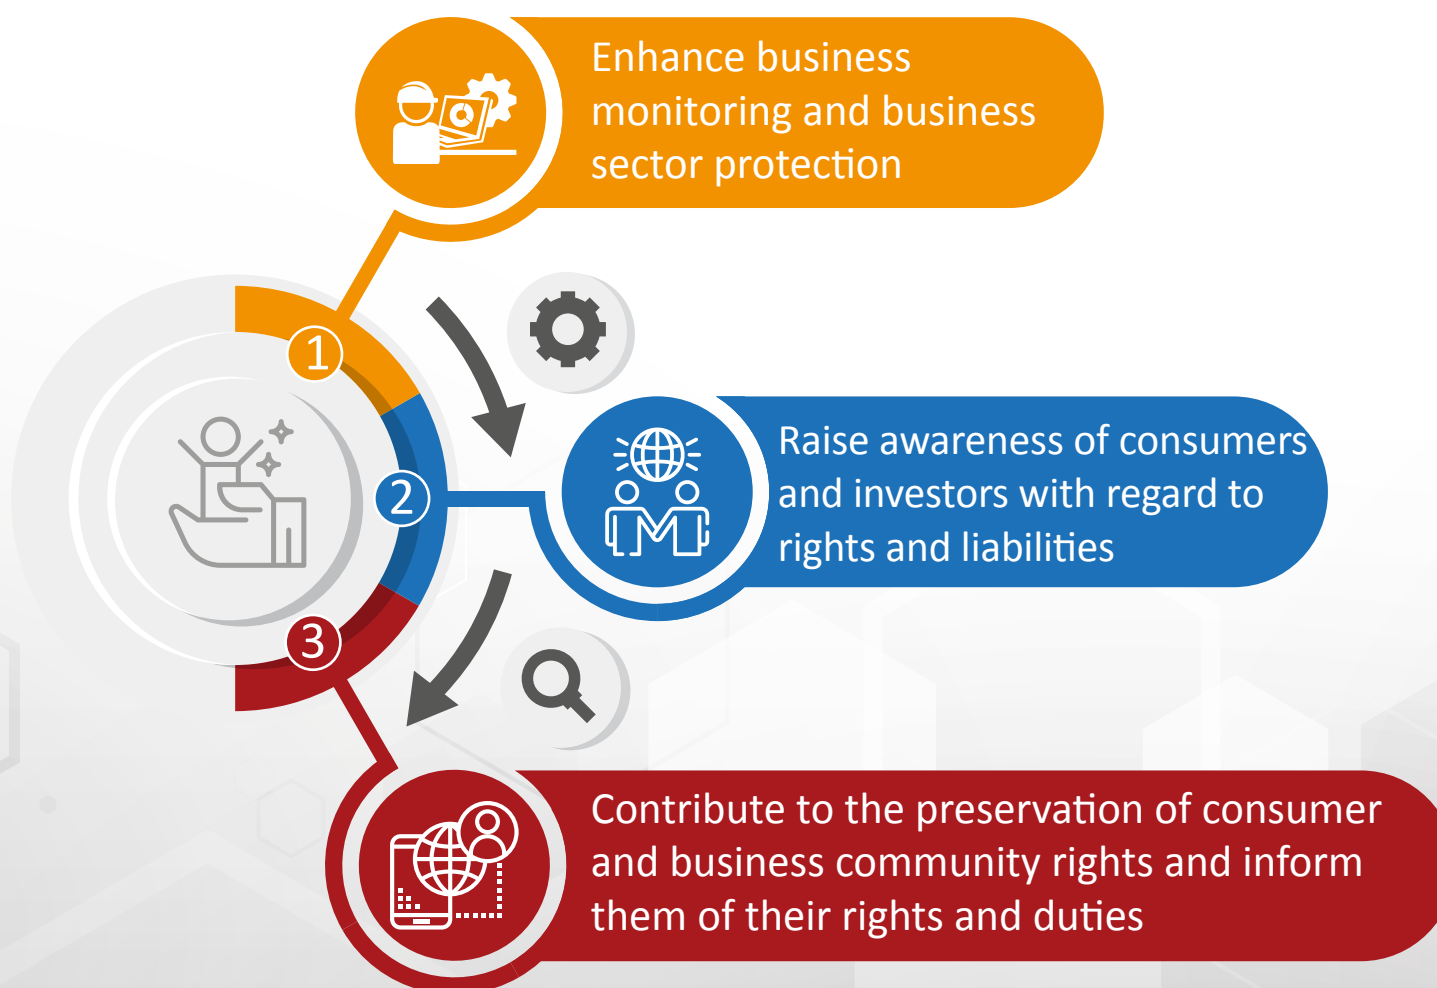 Enhance business
monitoring and business
sector protection
1
2
Raise awareness of consumers
and investors with regard to
rights and liabilities
3
Contribute to the preservation of consumer
and business community rights and inform
them of their rights and duties